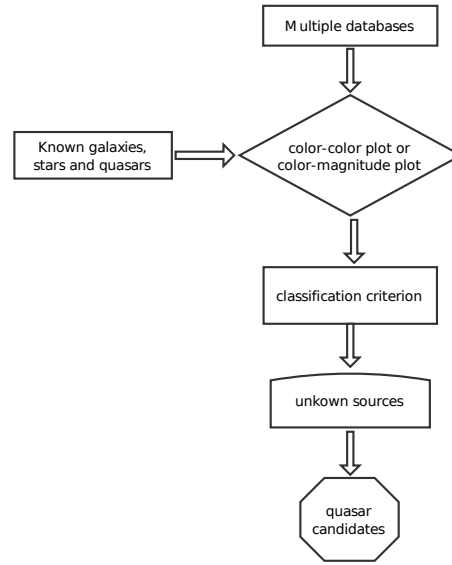 Multiple databases
Known galaxies,
stars and quasars
color-color plot or
color-magnitude plot
classification criterion
unkown sources
quasar
candidates